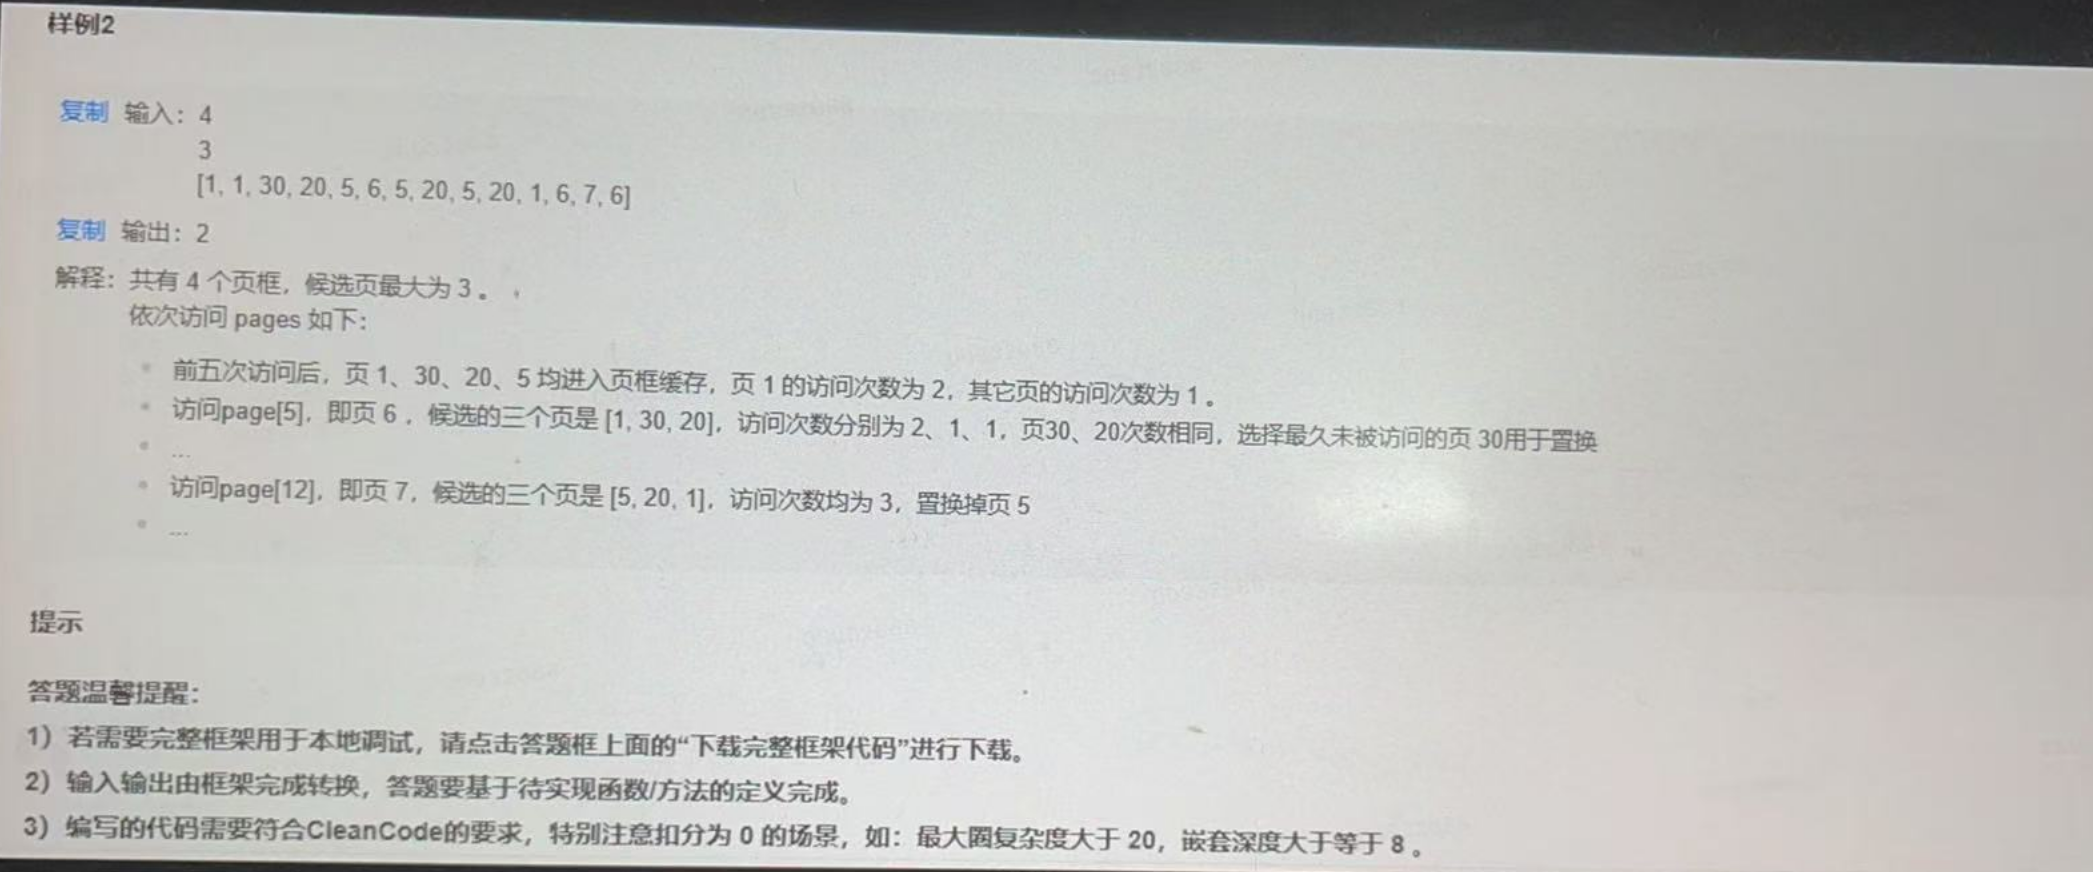 样例2
复制 输入：4
3
[1, 1, 30, 20, 5, 6, 5, 20, 5, 20, 1, 6, 7, 6]
复制 输出：2
解释：共有 4 个页框，候选页最大为 3 。
依次访问 pages 如下：
前五次访问后，页 1、30、20、5 均进入页框缓存，页 1 的访问次数为 2，其它页的访问次数为 1 。
访问page[5]，即页 6 ，候选的三个页是 [1, 30, 20]，访问次数分别为 2、1、1，页30、20次数相同，选择最久未被访问的页 30用于置换
...
访问page[12]，即页 7，候选的三个页是 [5, 20, 1]，访问次数均为 3，置换掉页 5
...
提示
答题温馨提醒：
1）若需要完整框架用于本地调试，请点击答题框上面的“下载完整框架代码”进行下载。
2）输入输出由框架完成转换，答题要基于待实现函数/方法的定义完成。
3）编写的代码需要符合CleanCode的要求，特别注意扣分为 0 的场景，如：最大圈复杂度大于 20，嵌套深度大于等于 8 。